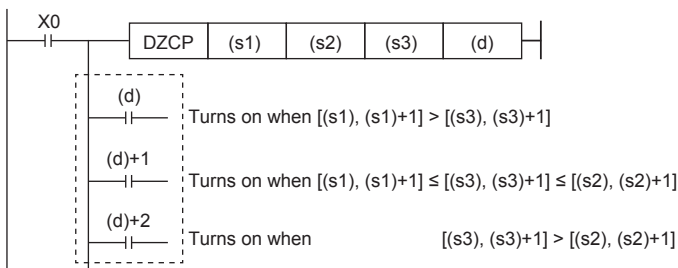 X0
DZCP (s1) (s2) (s3) (d)
(d)
Turns on when [(s1), (s1)+1] > [(s3), (s3)+1]
(d)+1
Turns on when [(s1), (s1)+1] ≤ [(s3), (s3)+1] ≤ [(s2), (s2)+1]
(d)+2
Turns on when [(s3), (s3)+1] > [(s2), (s2)+1]